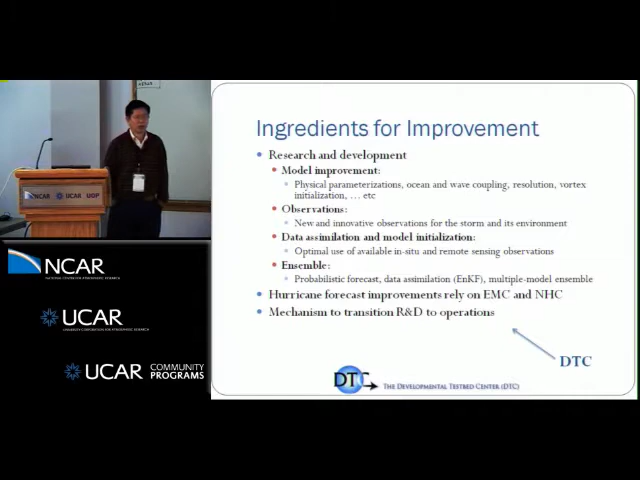 Ingredients for Improvement
Research and development
Model improvement:
Physical parameterizations, ocean and wave coupling, resolution, vortex
initialization, … etc
Observations:
New and innovative observations for the storm and its environment
Data assimilation and model initialization:
Optimal use of available in-situ and remote sensing observations
Ensemble:
Probabilistic forecast, data assimilation (EnKF), multiple-model ensemble
Hurricane forecast improvements rely on EMC and NHC
Mechanism to transition R&D to operations
DTC
DTC
THE DEVELOPMENTAL TESTBED CENTER (DTC)
NCAR UCAR UOP
NCAR
NATIONAL CENTER FOR ATMOSPHERIC RESEARCH
UCAR
UNIVERSITY CORPORATION FOR ATMOSPHERIC RESEARCH
UCAR COMMUNITY
PROGRAMS